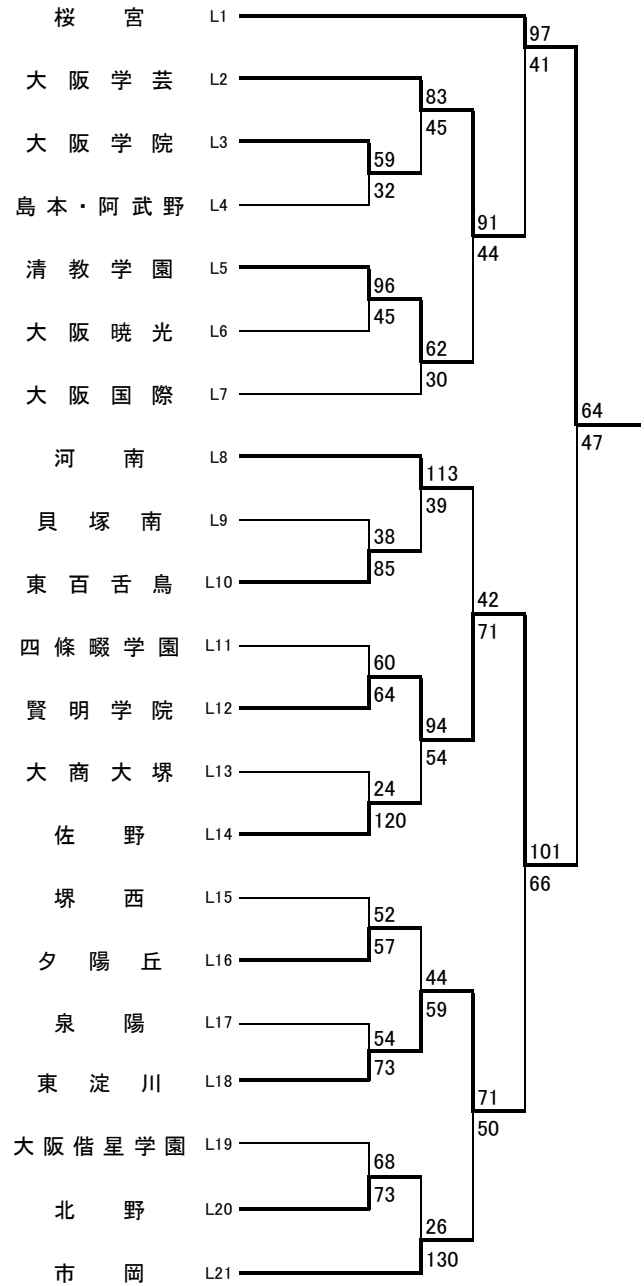 桜宮 L1
97
41
大阪学芸 L2
83
45
大阪学院 L3
59
32
島本・阿武野 L4
91
44
清教学園 L5
96
45
大阪暁光 L6
62
30
大阪国際 L7
64
47
河南 L8
113
39
貝塚南 L9
38
85
東百舌鳥 L10
42
71
四條畷学園 L11
60
64
賢明学院 L12
94
54
大商大堺 L13
24
120
佐野 L14
101
66
堺西 L15
52
57
夕陽丘 L16
44
59
泉陽 L17
54
73
東淀川 L18
71
50
大阪偕星学園 L19
68
73
北野 L20
26
130
市岡 L21